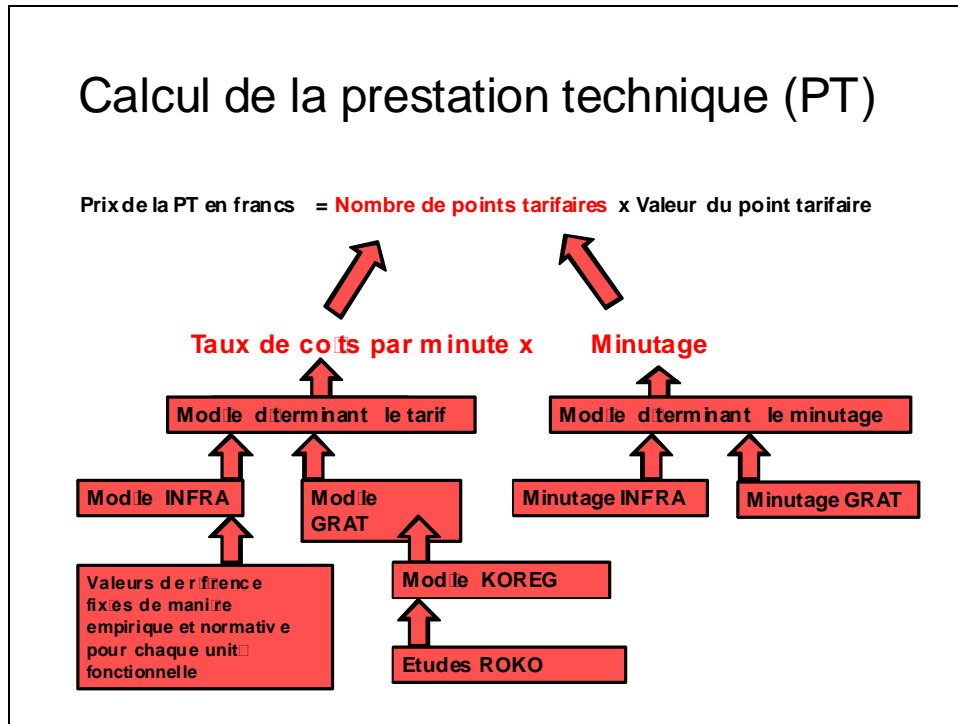 Calcul de la prestation technique (PT)
Prix de la PT en francs = Nombre de points tarifaires x Valeur du point tarifaire
Taux de co□ts par minute x Minutage
Mod□le d□terminant le tarif
Mod□le d□terminant le minutage
Mod□le INFRA
Mod□le
GRAT
Minutage INFRA
Minutage GRAT
Valeurs de r□f□rence
fix□es de mani□re
empirique et normative
pour chaque unit□
fonctionnelle
Mod□le KOREG
Etudes ROKO